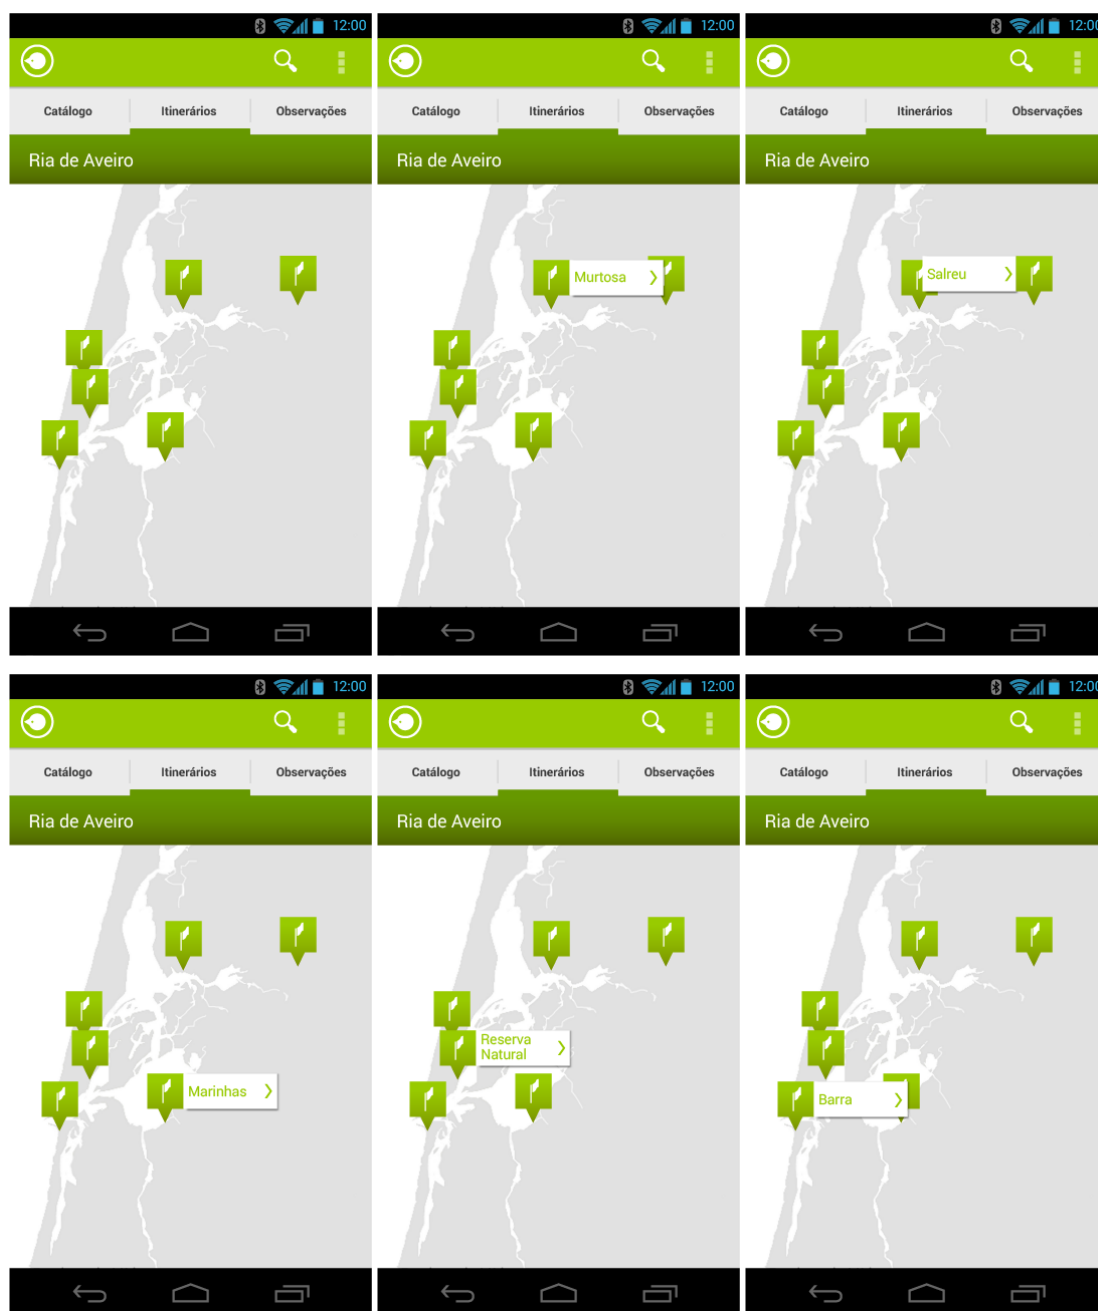 12:00
Catálogo Itinerários Observações
Ria de Aveiro
12:00
Catálogo Itinerários Observações
Ria de Aveiro
Murtosa
12:00
Catálogo Itinerários Observações
Ria de Aveiro
Salreu
12:00
Catálogo Itinerários Observações
Ria de Aveiro
Marinhas
12:00
Catálogo Itinerários Observações
Ria de Aveiro
Reserva
Natural
12:00
Catálogo Itinerários Observações
Ria de Aveiro
Barra